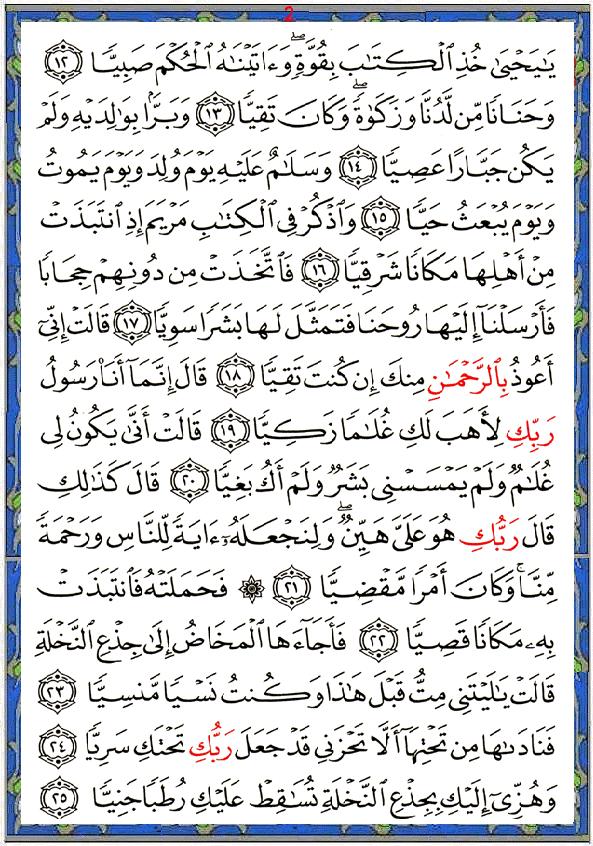 2
يَٰيَحۡيَىٰ خُذِ ٱلۡكِتَٰبَ بِقُوَّةٖۖ وَءَاتَيۡنَٰهُ ٱلۡحُكۡمَ صَبِيّٗا ١٢
وَحَنَانٗا مِّن لَّدُنَّا وَزَكَوٰةٗۖ وَكَانَ تَقِيّٗا ١٣ وَبَرَّۢا بِوَٰلِدَيۡهِ وَلَمۡ
يَكُن جَبَّارًا عَصِيّٗا ١٤ وَسَلَٰمٌ عَلَيۡهِ يَوۡمَ وُلِدَ وَيَوۡمَ يَمُوتُ
وَيَوۡمَ يُبۡعَثُ حَيّٗا ١٥ وَٱذۡكُرۡ فِي ٱلۡكِتَٰبِ مَرۡيَمَ إِذِ ٱنتَبَذَتۡ
مِنۡ أَهۡلِهَا مَكَانٗا شَرۡقِيّٗا ١٦ فَٱتَّخَذَتۡ مِن دُونِهِمۡ حِجَابٗا
فَأَرۡسَلۡنَآ إِلَيۡهَا رُوحَنَا فَتَمَثَّلَ لَهَا بَشَرٗا سَوِيّٗا ١٧ قَالَتۡ إِنِّيٓ
أَعُوذُ بِٱلرَّحۡمَٰنِ مِنكَ إِن كُنتَ تَقِيّٗا ١٨ قَالَ إِنَّمَآ أَنَا۠ رَسُولُ
رَبِّكِ لِأَهَبَ لَكِ غُلَٰمٗا زَكِيّٗا ١٩ قَالَتۡ أَنَّىٰ يَكُونُ لِي
غُلَٰمٞ وَلَمۡ يَمۡسَسۡنِي بَشَرٞ وَلَمۡ أَكُ بَغِيّٗا ٢٠ قَالَ كَذَٰلِكِ
قَالَ رَبُّكِ هُوَ عَلَيَّ هَيِّنٞۖ وَلِنَجۡعَلَهُۥٓ ءَايَةٗ لِّلنَّاسِ وَرَحۡمَةٗ
مِّنَّاۚ وَكَانَ أَمۡرٗا مَّقۡضِيّٗا ٢١ ۞ فَحَمَلَتۡهُ فَٱنتَبَذَتۡ
بِهِۦ مَكَانٗا قَصِيّٗا ٢٢ فَأَجَآءَهَا ٱلۡمَخَاضُ إِلَىٰ جِذۡعِ ٱلنَّخۡلَةِ
قَالَتۡ يَٰلَيۡتَنِي مِتُّ قَبۡلَ هَٰذَا وَكُنتُ نَسۡيٗا مَّنسِيّٗا ٢٣
فَنَادَىٰهَا مِن تَحۡتِهَآ أَلَّا تَحۡزَنِي قَدۡ جَعَلَ رَبُّكِ تَحۡتَكِ سَرِيّٗا ٢٤
وَهُزِّيٓ إِلَيۡكِ بِجِذۡعِ ٱلنَّخۡلَةِ تُسَٰقِطۡ عَلَيۡكِ رُطَبٗا جَنِيّٗا ٢٥